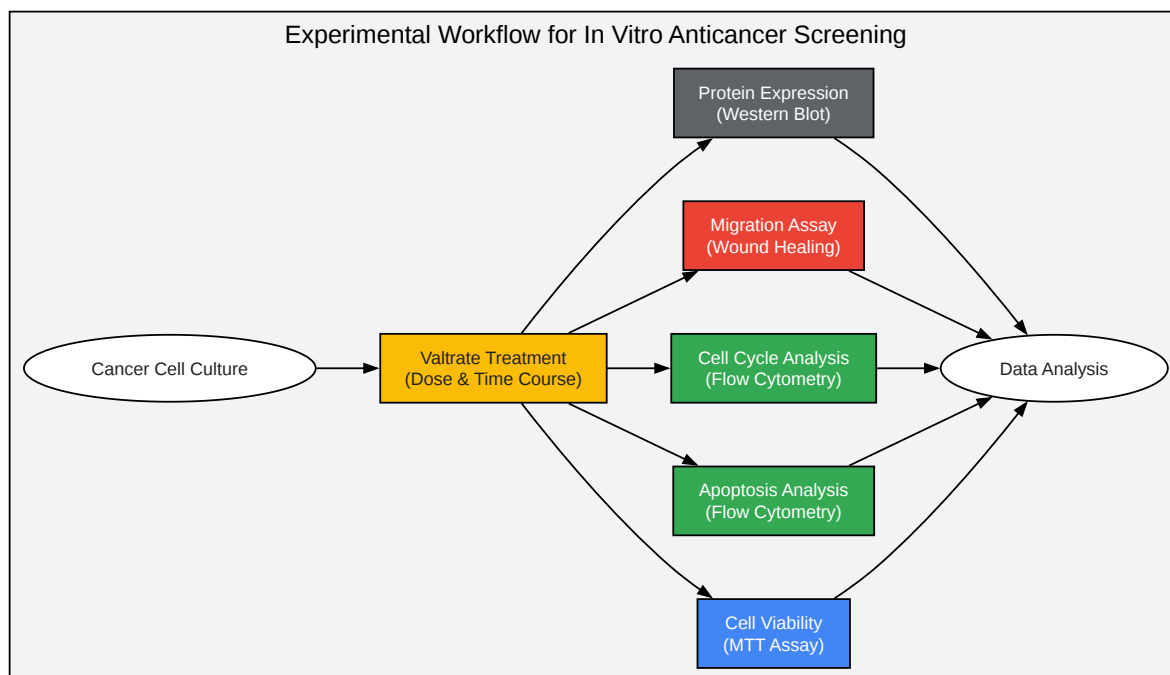 Experimental Workflow for In Vitro Anticancer Screening
Protein Expression
(Western Blot)
Migration Assay
(Wound Healing)
Cancer Cell Culture
Valtrate Treatment
(Dose & Time Course)
Cell Cycle Analysis
(Flow Cytometry)
Data Analysis
Apoptosis Analysis
(Flow Cytometry)
Cell Viability
(MTT Assay)